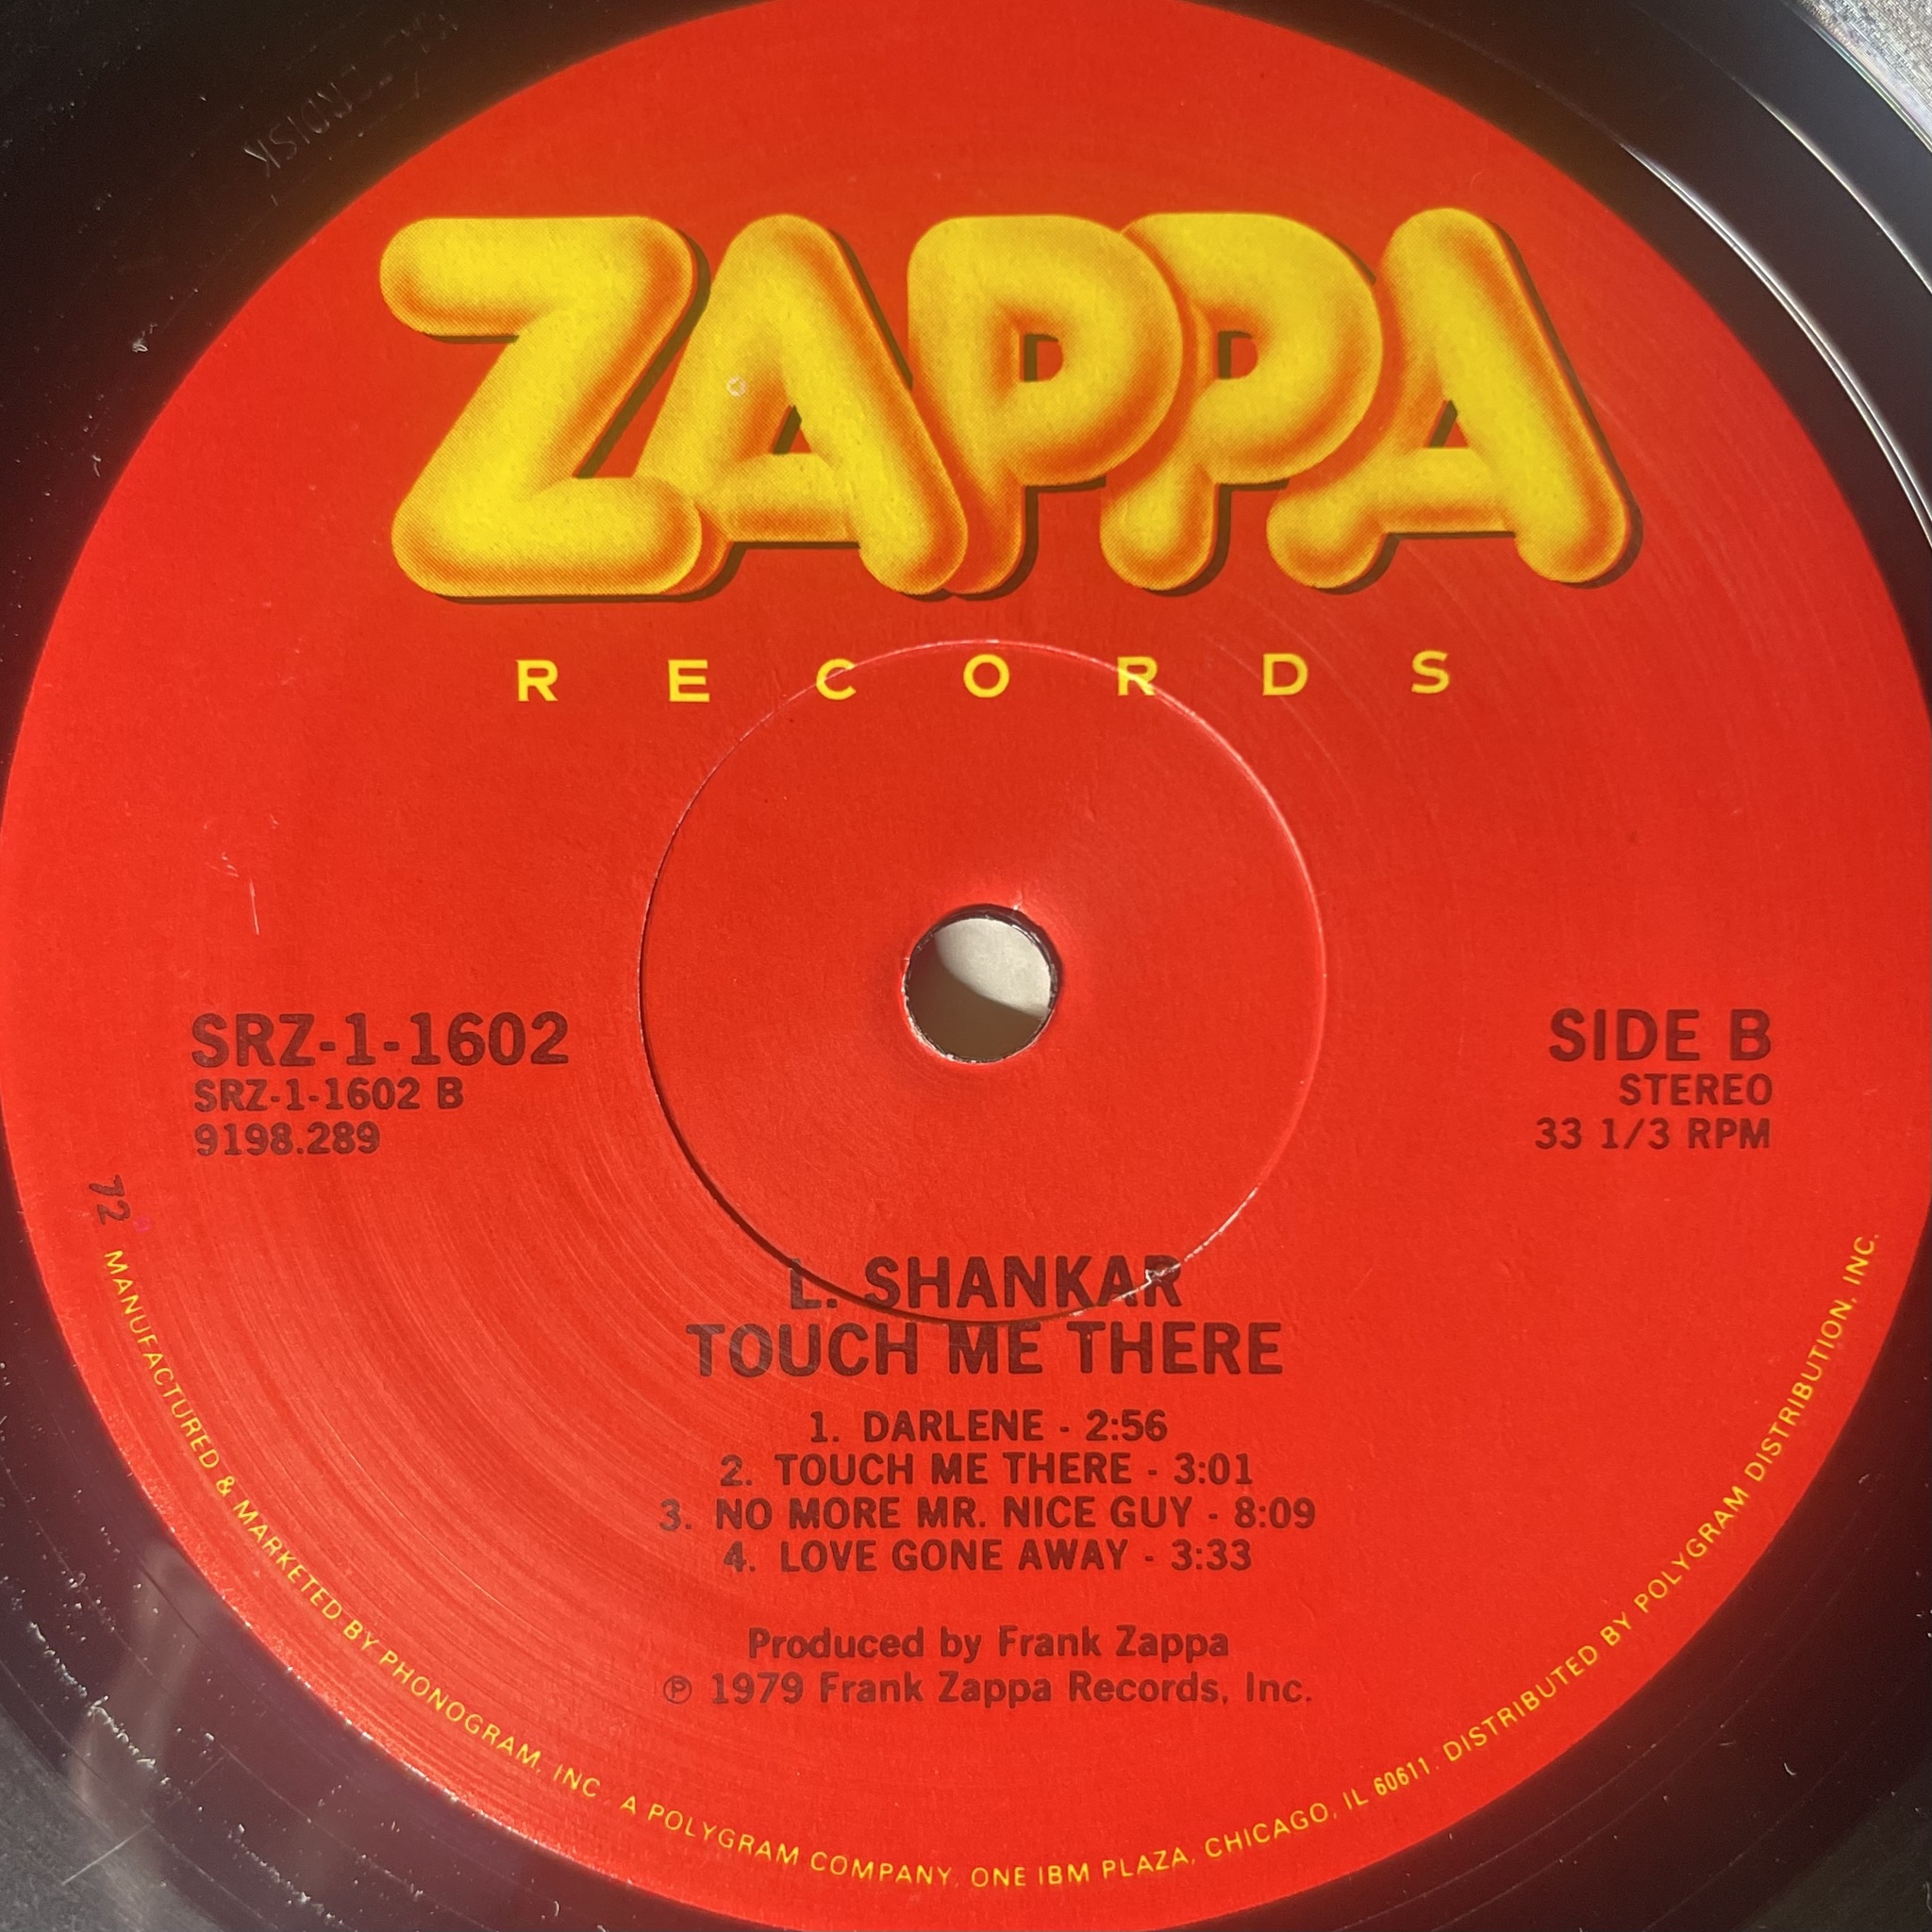 ZAPPA
RECORDS
SRZ-1-1602
SRZ-1-1602 B
9198.289
SIDE B
STEREO
33 1/3 RPM
72
L. SHANKAR
TOUCH ME THERE
1. DARLENE - 2:56
2. TOUCH ME THERE - 3:01
3. NO MORE MR. NICE GUY - 8:09
4. LOVE GONE AWAY - 3:33
Produced by Frank Zappa
℗ 1979 Frank Zappa Records, Inc.
MANUFACTURED & MARKETED BY PHONOGRAM, INC. A POLYGRAM COMPANY, ONE IBM PLAZA, CHICAGO, IL 60611. DISTRIBUTED BY POLYGRAM DISTRIBUTION, INC.